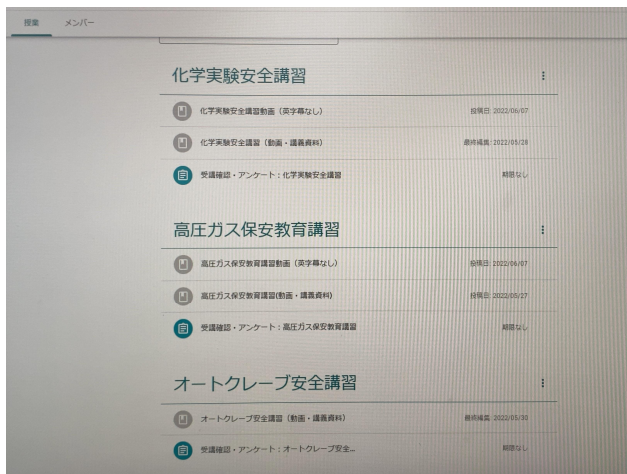 授業 メンバー
化学実験安全講習
化学実験安全講習動画（英字幕なし） 投稿日: 2022/06/07
化学実験安全講習（動画・講義資料） 最終編集: 2022/05/28
受講確認・アンケート：化学実験安全講習 期限なし
高圧ガス保安教育講習
高圧ガス保安教育講習動画（英字幕なし） 投稿日: 2022/06/07
高圧ガス保安教育講習(動画・講義資料) 投稿日: 2022/05/27
受講確認・アンケート：高圧ガス保安教育講習 期限なし
オートクレーブ安全講習
オートクレーブ安全講習（動画・講義資料） 最終編集: 2022/05/30
受講確認・アンケート：オートクレーブ安全... 期限なし